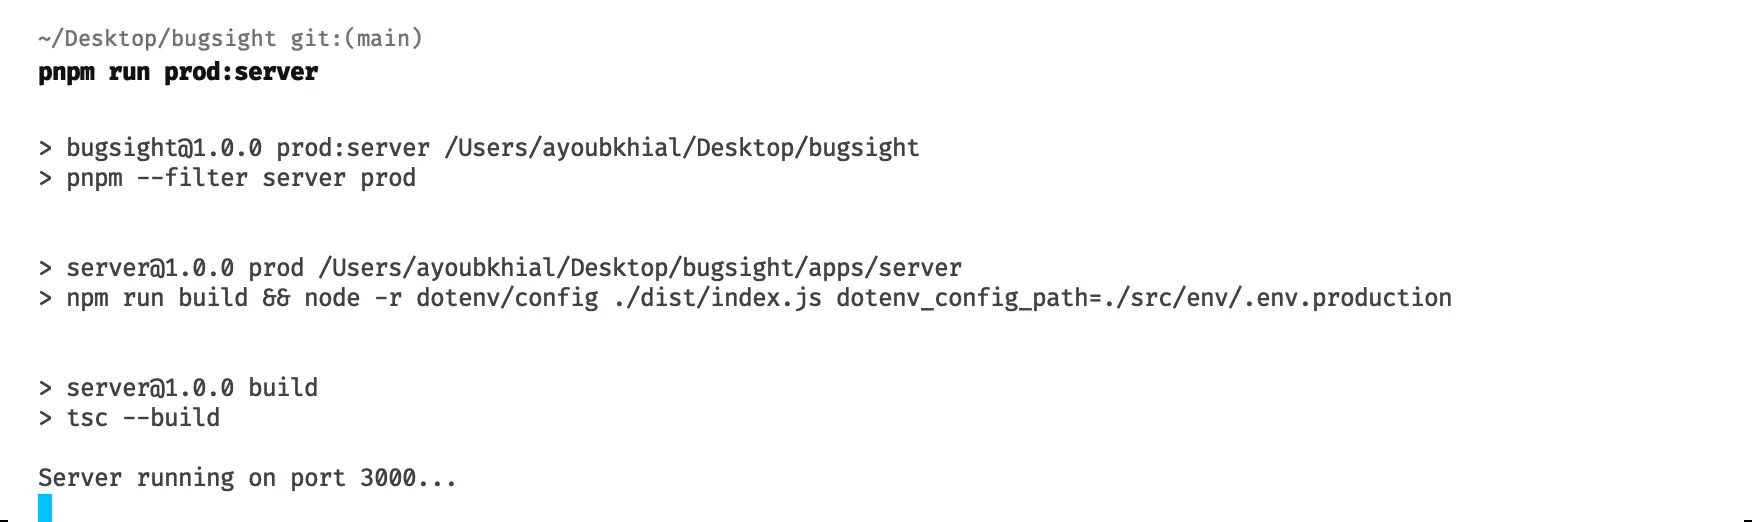 ~/Desktop/bugsight git:(main)
pnpm run prod:server
> bugsight@1.0.0 prod:server /Users/ayoubkhial/Desktop/bugsight
> pnpm --filter server prod
> server@1.0.0 prod /Users/ayoubkhial/Desktop/bugsight/apps/server
> npm run build && node -r dotenv/config ./dist/index.js dotenv_config_path=./src/env/.env.production
> server@1.0.0 build
> tsc --build
Server running on port 3000...